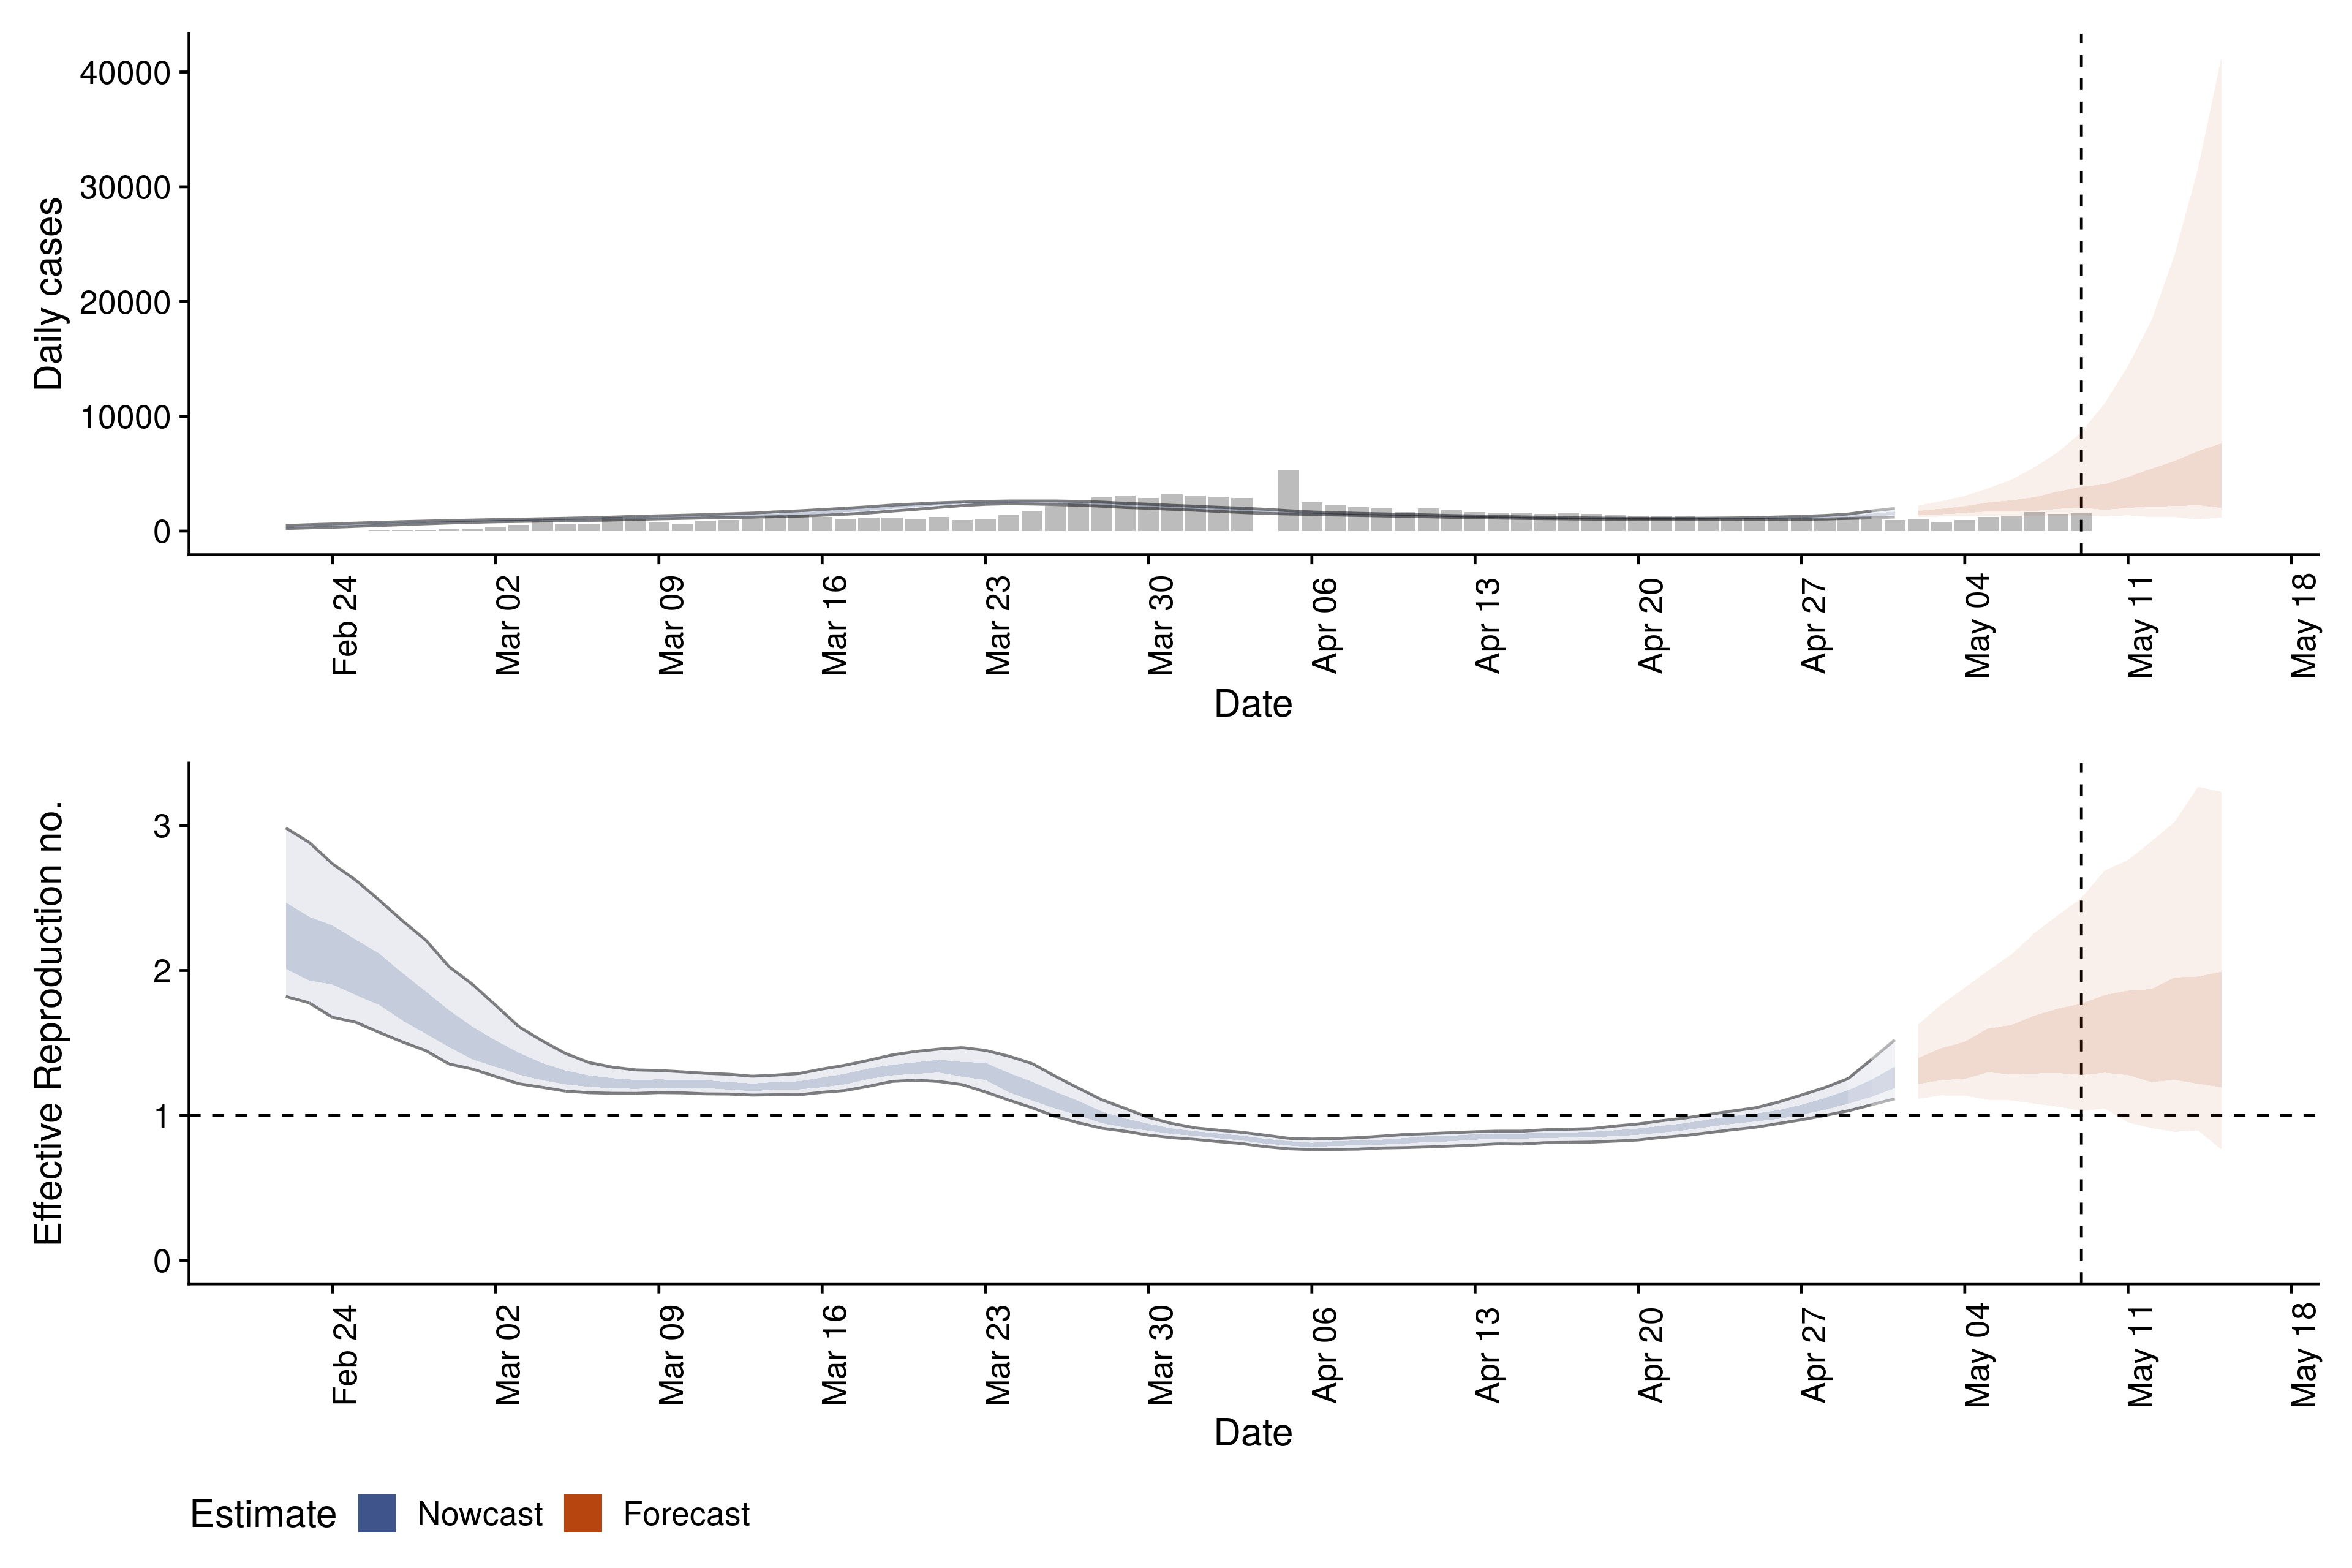 Daily cases
40000
30000
20000
10000
0
Feb 24 Mar 02 Mar 09 Mar 16 Mar 23 Mar 30 Apr 06 Apr 13 Apr 20 Apr 27 May 04 May 11 May 18
Date
Effective Reproduction no.
3
2
1
0
Feb 24 Mar 02 Mar 09 Mar 16 Mar 23 Mar 30 Apr 06 Apr 13 Apr 20 Apr 27 May 04 May 11 May 18
Date
Estimate Nowcast Forecast